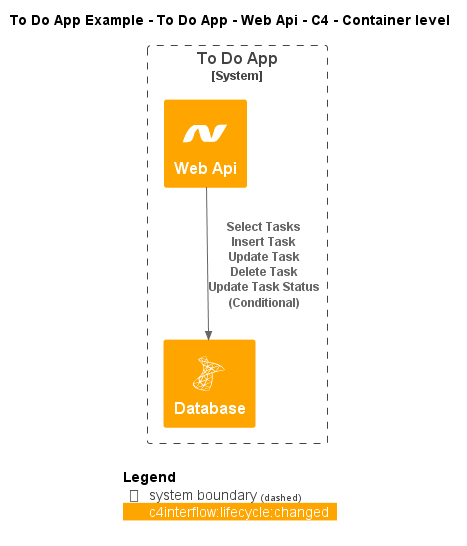 To Do App Example - To Do App - Web Api - C4 - Container level
To Do App
[System]
Web Api
Select Tasks
Insert Task
Update Task
Delete Task
Update Task Status
(Conditional)
Database
Legend
system boundary (dashed)
c4interflow:lifecycle:changed